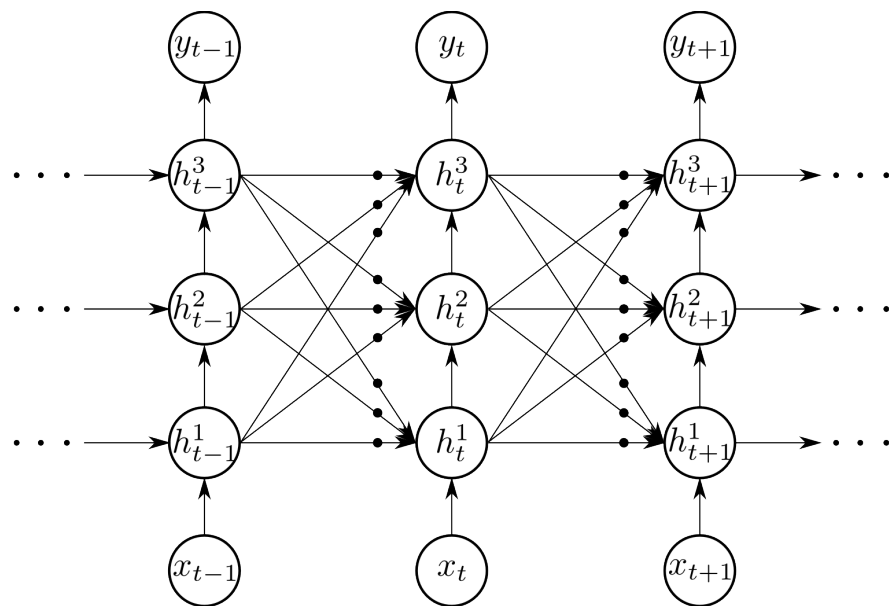 y_{t−1} y_t y_{t+1}
· · · h^3_{t−1} h^3_t h^3_{t+1} · · ·
· · · h^2_{t−1} h^2_t h^2_{t+1} · · ·
· · · h^1_{t−1} h^1_t h^1_{t+1} · · ·
x_{t−1} x_t x_{t+1}